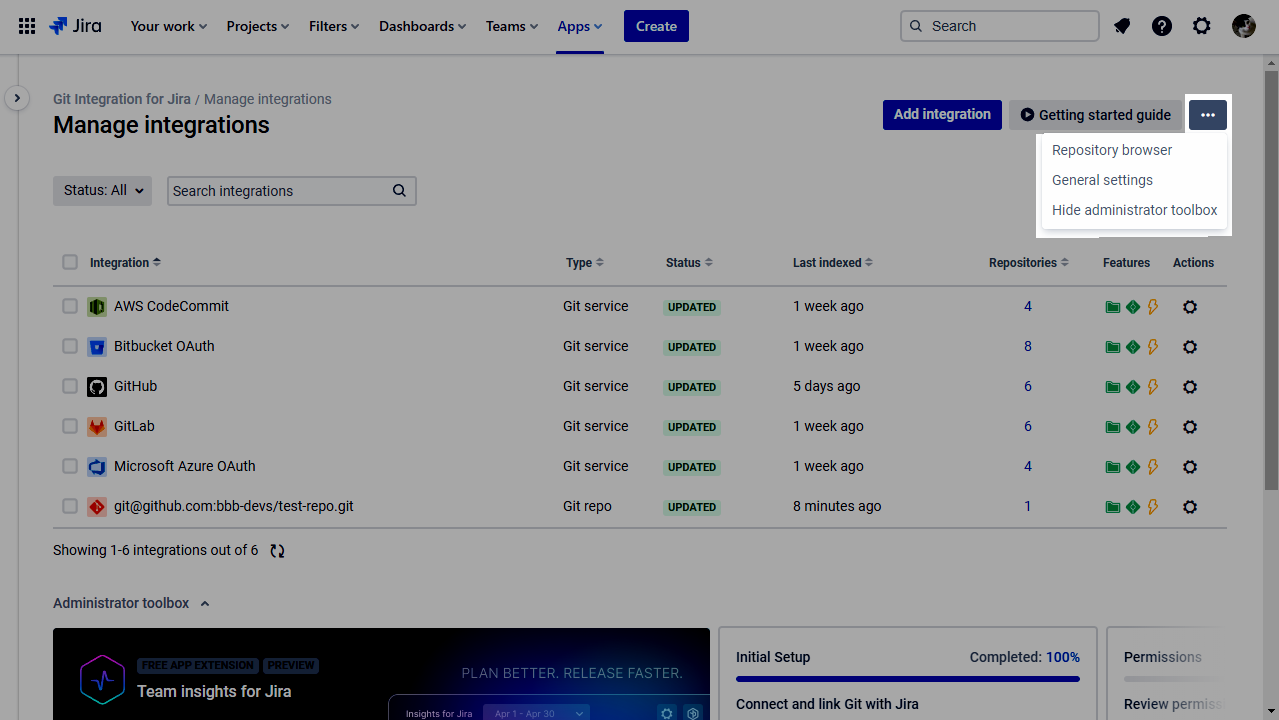 Jira Your work Projects Filters Dashboards Teams Apps Create Search
Git Integration for Jira / Manage integrations
Manage integrations
Add integration Getting started guide
Repository browser
General settings
Hide administrator toolbox
Status: All Search integrations
Integration Type Status Last indexed Repositories Features Actions
AWS CodeCommit Git service UPDATED 1 week ago 4
Bitbucket OAuth Git service UPDATED 1 week ago 8
GitHub Git service UPDATED 5 days ago 6
GitLab Git service UPDATED 1 week ago 6
Microsoft Azure OAuth Git service UPDATED 1 week ago 4
git@github.com:bbb-devs/test-repo.git Git repo UPDATED 8 minutes ago 1
Showing 1-6 integrations out of 6
Administrator toolbox
FREE APP EXTENSION PREVIEW
Team insights for Jira
PLAN BETTER. RELEASE FASTER.
Insights for Jira Apr 1 - Apr 30
Initial Setup Completed: 100%
Connect and link Git with Jira
Permissions
Review permiss